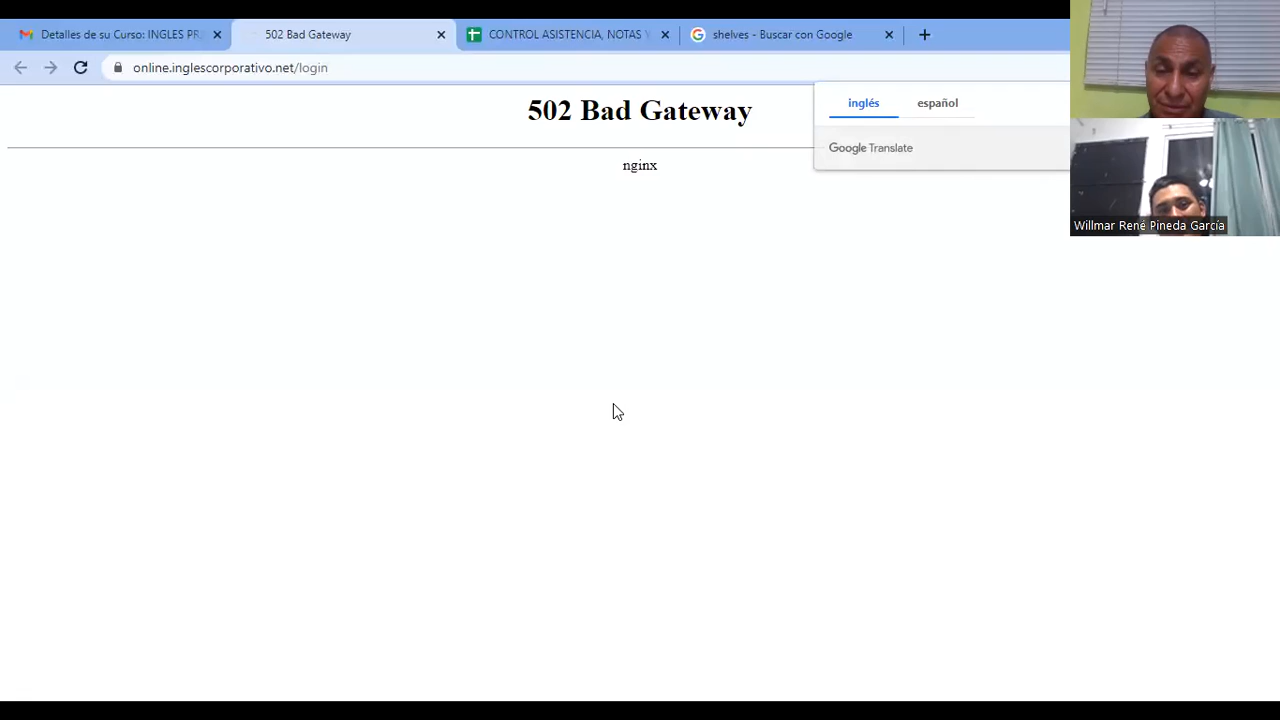 Detalles de su Curso: INGLES PR
502 Bad Gateway
CONTROL ASISTENCIA, NOTAS
shelves - Buscar con Google
online.inglescorporativo.net/login
502 Bad Gateway
nginx
inglés
español
Google Translate
Willmar René Pineda García